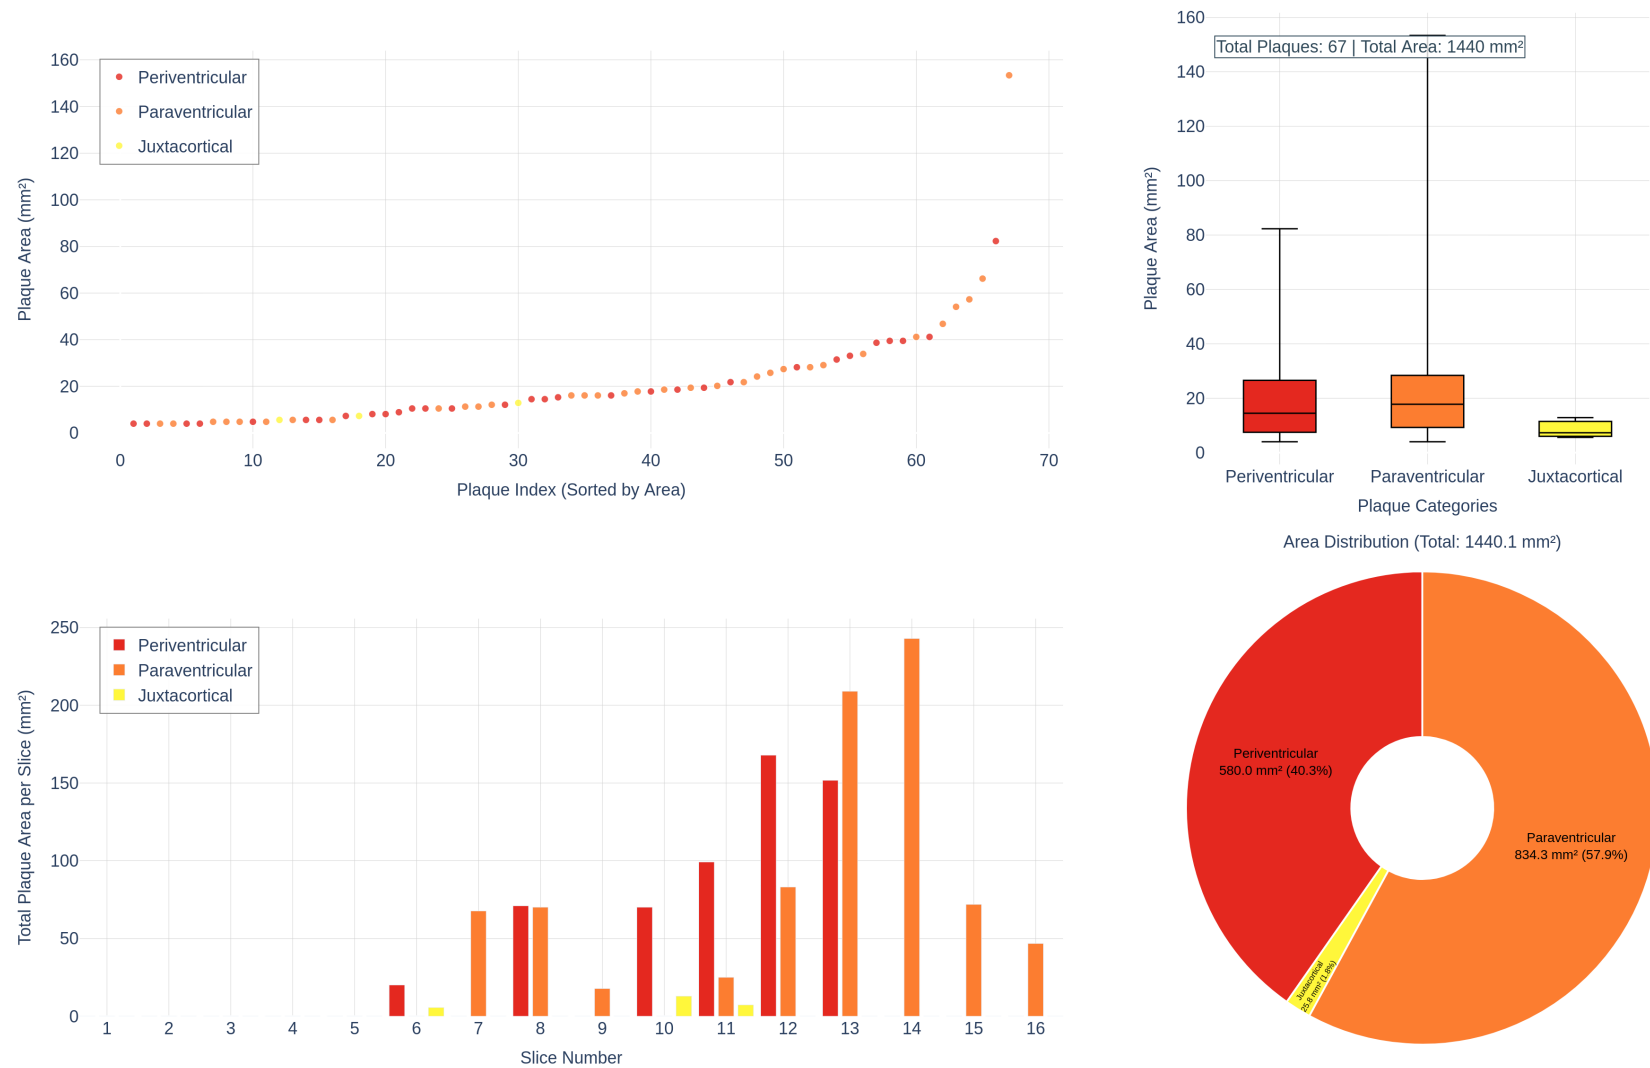 160
140
120
100
80
60
40
20
0
Plaque Area (mm²)
Periventricular
Paraventricular
Juxtacortical
0 10 20 30 40 50 60 70
Plaque Index (Sorted by Area)
160
140
120
100
80
60
40
20
0
Plaque Area (mm²)
Total Plaques: 67 | Total Area: 1440 mm²
Periventricular Paraventricular Juxtacortical
Plaque Categories
250
200
150
100
50
0
Total Plaque Area per Slice (mm²)
Periventricular
Paraventricular
Juxtacortical
1 2 3 4 5 6 7 8 9 10 11 12 13 14 15 16
Slice Number
Area Distribution (Total: 1440.1 mm²)
Periventricular
580.0 mm² (40.3%)
Paraventricular
834.3 mm² (57.9%)
Juxtacortical
25.8 mm² (1.8%)